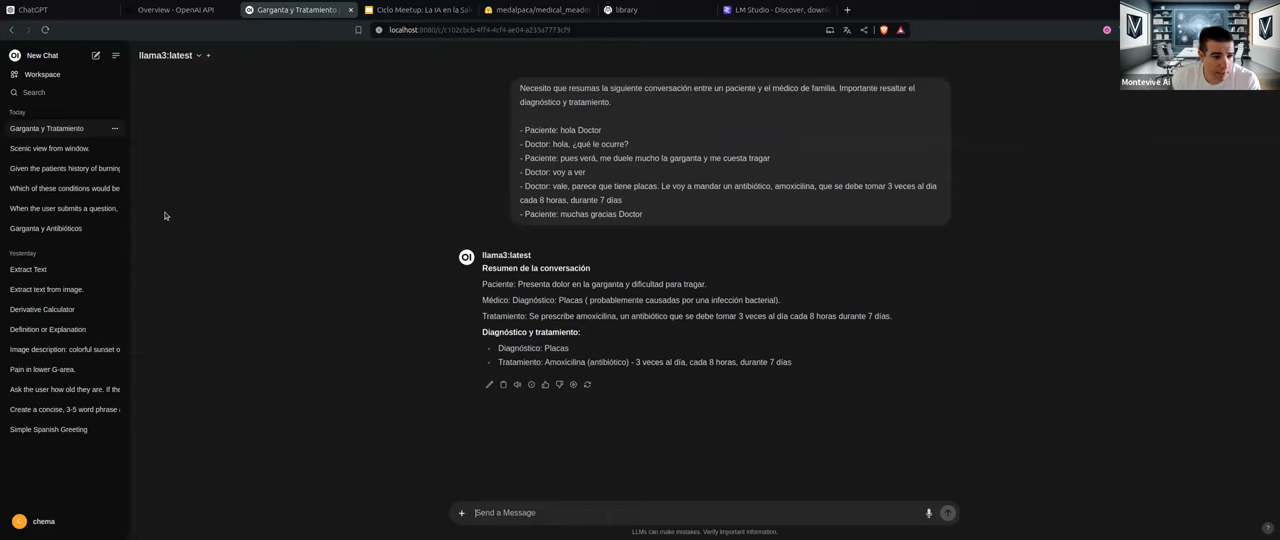 ChatGPT
Overview - OpenAI API
Garganta y Tratamiento |
Ciclo Meetup: La IA en la Sal
medalpaca/medical_meadow
library
LM Studio - Discover, downl
localhost:8080/c/c102cbcb-4ff4-4cf4-ae04-a235a7773cf9
New Chat
Workspace
Search
Today
Garganta y Tratamiento
Scenic view from window.
Given the patients history of burning
Which of these conditions would be
When the user submits a question,
Garganta y Antibióticos
Yesterday
Extract Text
Extract text from image.
Derivative Calculator
Definition or Explanation
Image description: colorful sunset o
Pain in lower G-area.
Ask the user how old they are. If the
Create a concise, 3-5 word phrase a
Simple Spanish Greeting
chema
llama3:latest
Necesito que resumas la siguiente conversación entre un paciente y el médico de familia. Importante resaltar el
diagnóstico y tratamiento.
- Paciente: hola Doctor
- Doctor: hola, ¿qué le ocurre?
- Paciente: pues verá, me duele mucho la garganta y me cuesta tragar
- Doctor: voy a ver
- Doctor: vale, parece que tiene placas. Le voy a mandar un antibiótico, amoxicilina, que se debe tomar 3 veces al día
cada 8 horas, durante 7 días
- Paciente: muchas gracias Doctor
OI
llama3:latest
Resumen de la conversación
Paciente: Presenta dolor en la garganta y dificultad para tragar.
Médico: Diagnóstico: Placas ( probablemente causadas por una infección bacterial).
Tratamiento: Se prescribe amoxicilina, un antibiótico que se debe tomar 3 veces al día cada 8 horas durante 7 días.
Diagnóstico y tratamiento:
Diagnóstico: Placas
Tratamiento: Amoxicilina (antibiótico) - 3 veces al día, cada 8 horas, durante 7 días
Send a Message
LLMs can make mistakes. Verify important information.
Montevive Ai